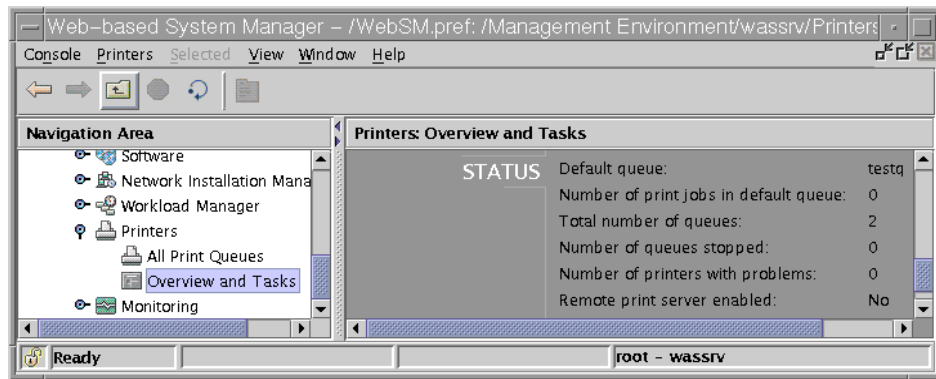 Web-based System Manager - /WebSM.pref: /Management Environment/wassrv/Printers
Console Printers Selected View Window Help
Navigation Area
Software
Network Installation Mana
Workload Manager
Printers
All Print Queues
Overview and Tasks
Monitoring
Printers: Overview and Tasks
STATUS
Default queue: testq
Number of print jobs in default queue: 0
Total number of queues: 2
Number of queues stopped: 0
Number of printers with problems: 0
Remote print server enabled: No
Ready
root - wassrv